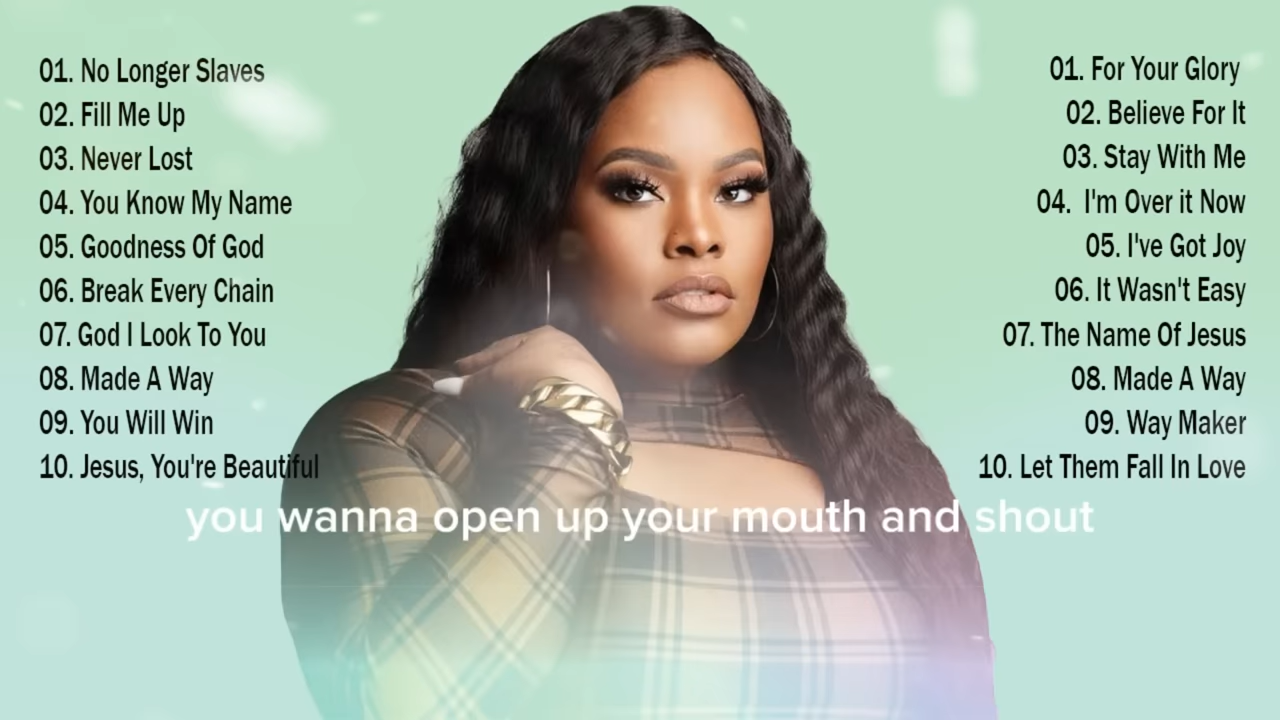 01. No Longer Slaves
02. Fill Me Up
03. Never Lost
04. You Know My Name
05. Goodness Of God
06. Break Every Chain
07. God I Look To You
08. Made A Way
09. You Will Win
10. Jesus, You're Beautiful
01. For Your Glory
02. Believe For It
03. Stay With Me
04. I'm Over it Now
05. I've Got Joy
06. It Wasn't Easy
07. The Name Of Jesus
08. Made A Way
09. Way Maker
10. Let Them Fall In Love
you wanna open up your mouth and shout